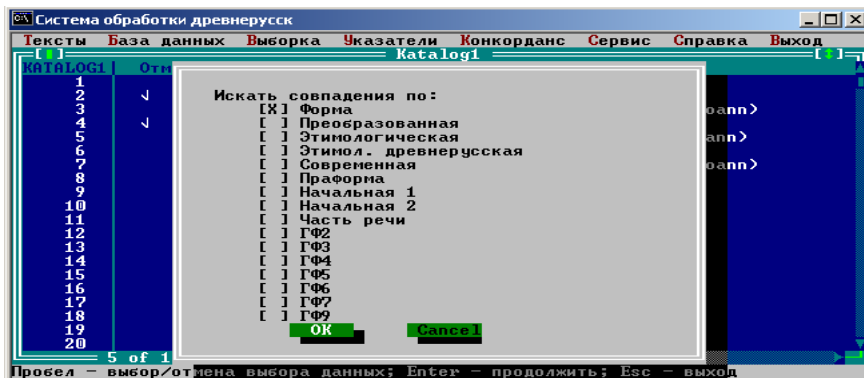 Система обработки древнерусск
Тексты База данных Выборка Указатели Конкорданс Сервис Справка Выход
Katalog1
KATALOG1 Отм
1
2 √ Искать совпадения по:
3 [X] Форма oann)
4 √ [ ] Преобразованная
5 [ ] Этимологическая ann)
6 [ ] Этимол. древнерусская
7 [ ] Современная oann)
8 [ ] Праформа
9 [ ] Начальная 1
10 [ ] Начальная 2
11 [ ] Часть речи
12 [ ] ГФ2
13 [ ] ГФ3
14 [ ] ГФ4
15 [ ] ГФ5
16 [ ] ГФ6
17 [ ] ГФ7
18 [ ] ГФ9
19 OK Cancel
20
5 of 1
Пробел – выбор/отмена выбора данных; Enter – продолжить; Esc – выход